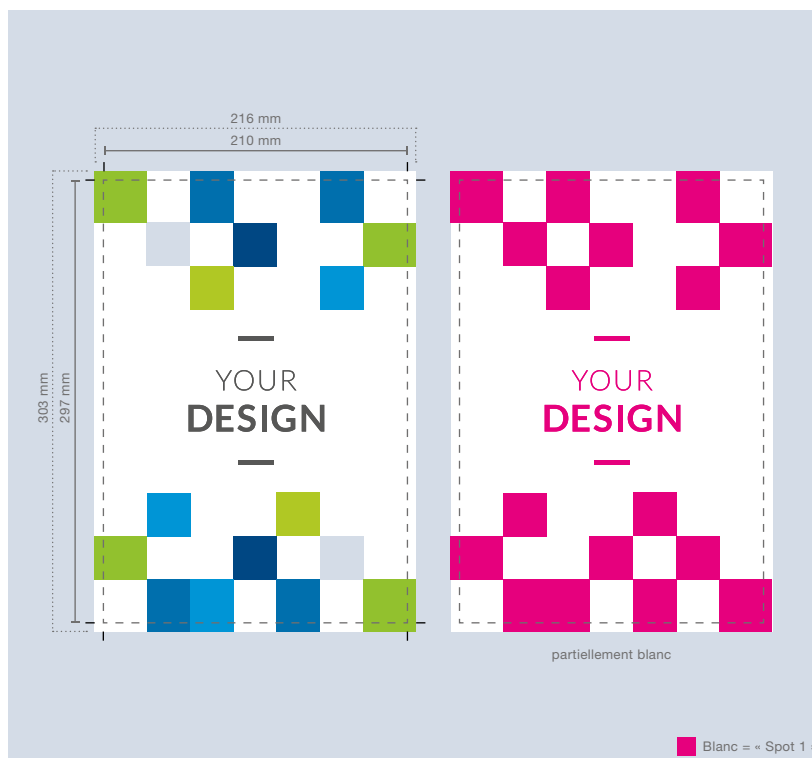 216 mm
210 mm
303 mm
297 mm
YOUR
DESIGN
YOUR
DESIGN
partiellement blanc
Blanc = « Spot 1 »